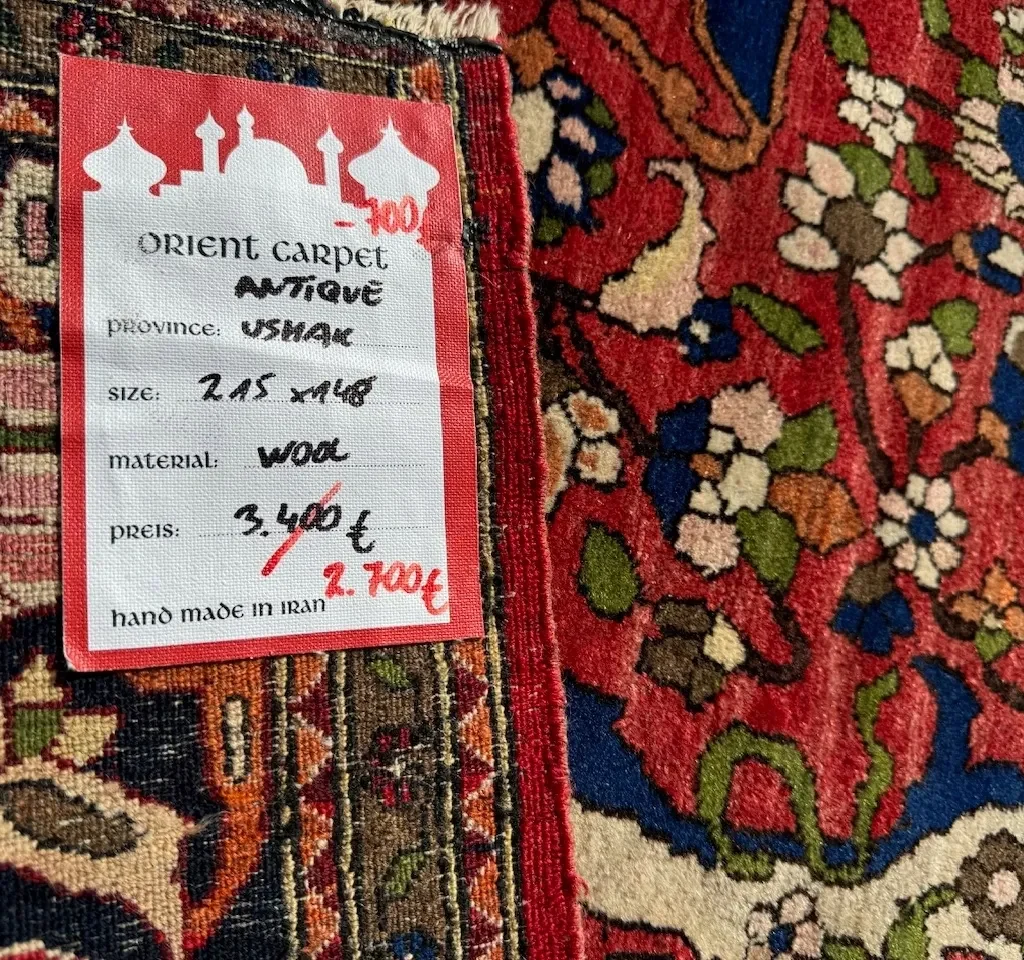 - 700,
ORIENT CARPET
ANTIQUE
PROVINCE: USHAK
SIZE: 215 x148
MATERIAL: WOOL
PREIS: 3.400 €
2.700€
HAND MADE IN IRAN